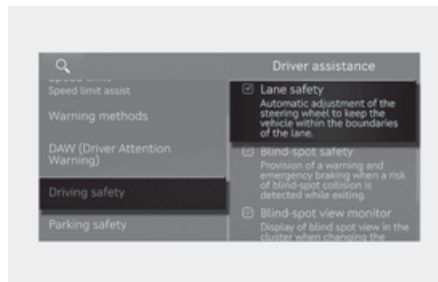 Driver assistance
Speed limit
Speed limit assist
Warning methods
DAW (Driver Attention
Warning)
Driving safety
Parking safety
Lane safety
Automatic adjustment of the
steering wheel to keep the
vehicle within the boundaries
of the lane.
Blind-spot safety
Provision of a warning and
emergency braking when a risk
of blind-spot collision is
detected while exiting.
Blind-spot view monitor
Display of blind spot view in the
cluster when changing the